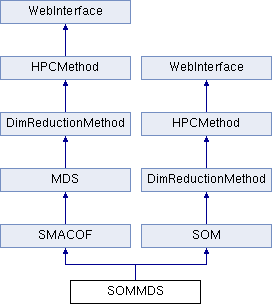 WebInterface
HPCMethod
WebInterface
DimReductionMethod
HPCMethod
MDS
DimReductionMethod
SMACOF
SOM
SOMMDS